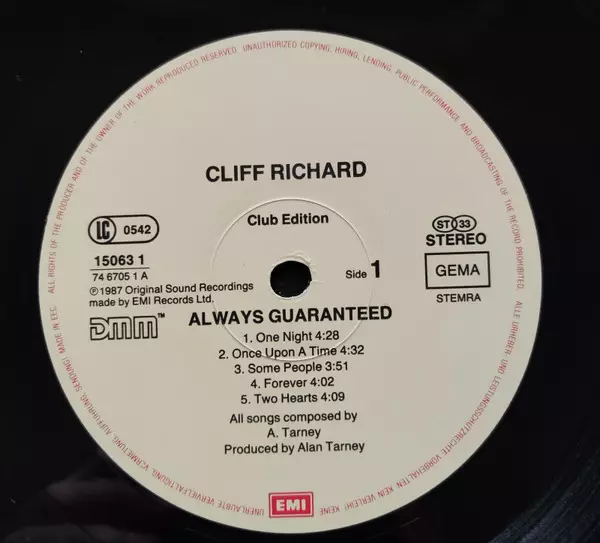 ALL RIGHTS OF THE PRODUCER AND OF THE OWNER OF THE WORK REPRODUCED RESERVED. UNAUTHORIZED COPYING, HIRING, LENDING, PUBLIC PERFORMANCE AND BROADCASTING OF THE RECORD PROHIBITED. ALLE URHEBER- UND LEISTUNGSSCHUTZRECHTE VORBEHALTEN KEIN VERLEIH! KEINE UNERLAUBTE VERVIELFÄLTIGUNG, VERMIETUNG, AUFFÜHRUNG, SENDUNG! MADE IN EEC.
CLIFF RICHARD
Club Edition
LC 0542
ST 33
STEREO
15063 1
74 6705 1 A
℗ 1987 Original Sound Recordings
made by EMI Records Ltd.
Side 1
GEMA
STEMRA
DMM™
ALWAYS GUARANTEED
1. One Night 4:28
2. Once Upon A Time 4:32
3. Some People 3:51
4. Forever 4:02
5. Two Hearts 4:09
All songs composed by
A. Tarney
Produced by Alan Tarney
EMI